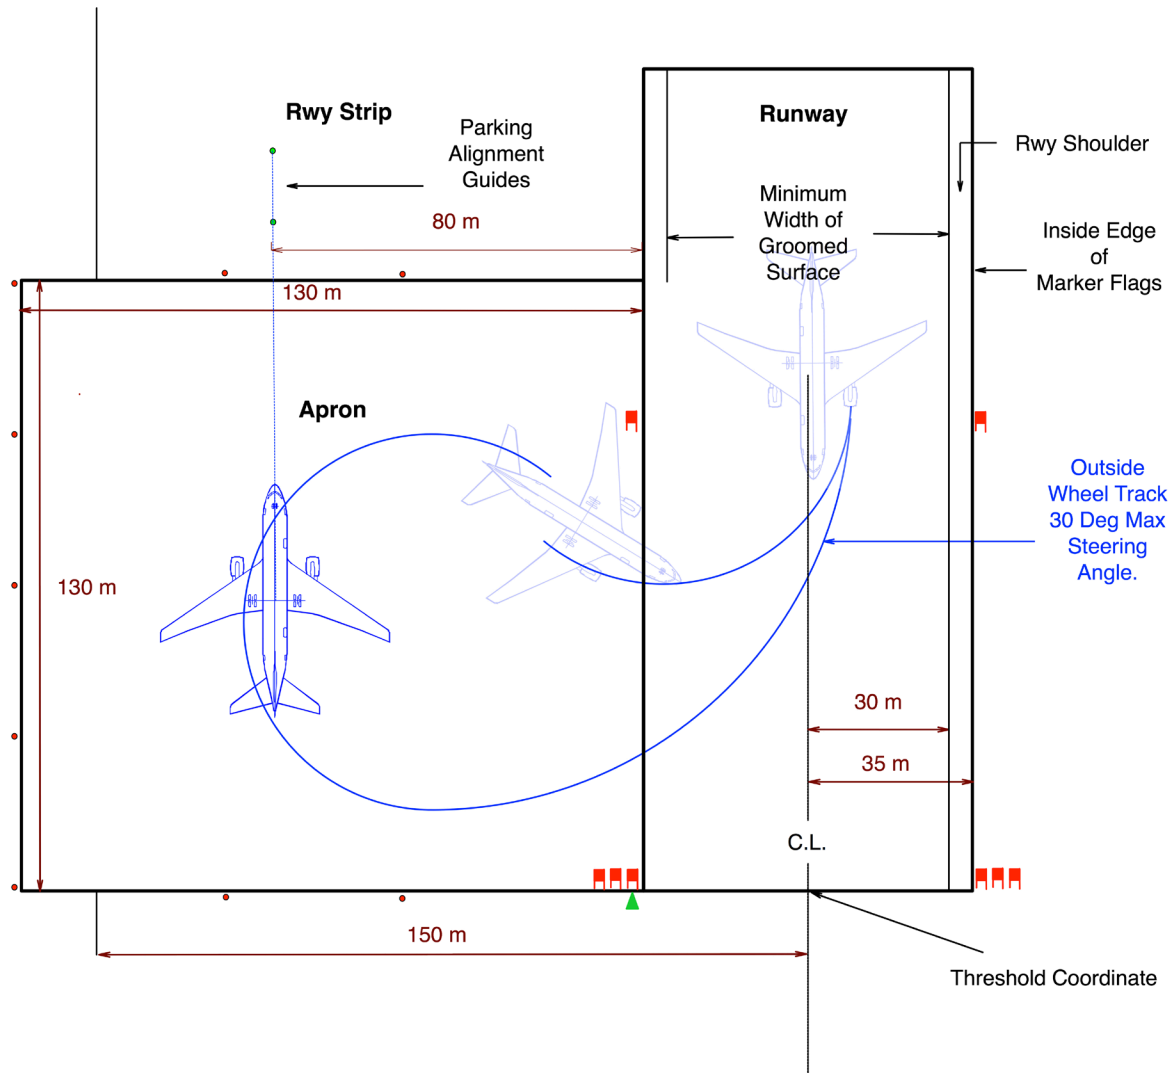 Rwy Strip
Parking
Alignment
Guides
80 m
Runway
Rwy Shoulder
Minimum
Width of
Groomed
Surface
Inside Edge
of
Marker Flags
130 m
Apron
130 m
Outside
Wheel Track
30 Deg Max
Steering
Angle.
30 m
35 m
C.L.
150 m
Threshold Coordinate